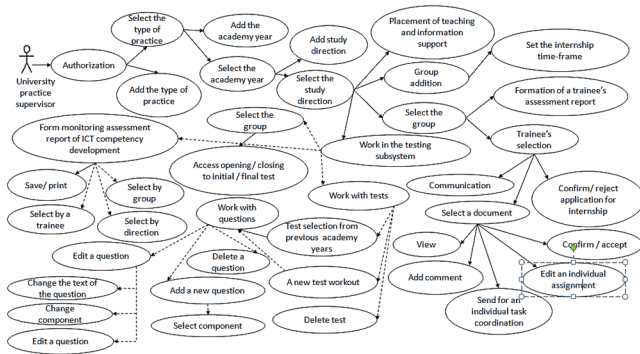 Select the
type of
practice
Add the
academy year
Add study
direction
Placement of teaching
and information
support
Set the internship
time-frame
Authorization
University
practice
supervisor
Add the type of
practice
Select the
academy year
Select the
study
direction
Group
addition
Formation of a trainee's
assessment report
Select the
group
Select the
group
Trainee's
selection
Form monitoring assessment
report of ICT competency
development
Access opening / closing
to initial / final test
Work in the testing
subsystem
Save/ print
Select by
group
Select by a
trainee
Select by
direction
Work with
questions
Work with tests
Communication
Select a document
Confirm/ reject
application for
internship
Test selection from
previous academy
years
View
Confirm / accept
Edit a question
Delete a
question
Add comment
Edit an individual
assignment
Change the text of
the question
Add a new question
A new test workout
Send for an
individual task
coordination
Change
component
Select component
Delete test
Edit a question